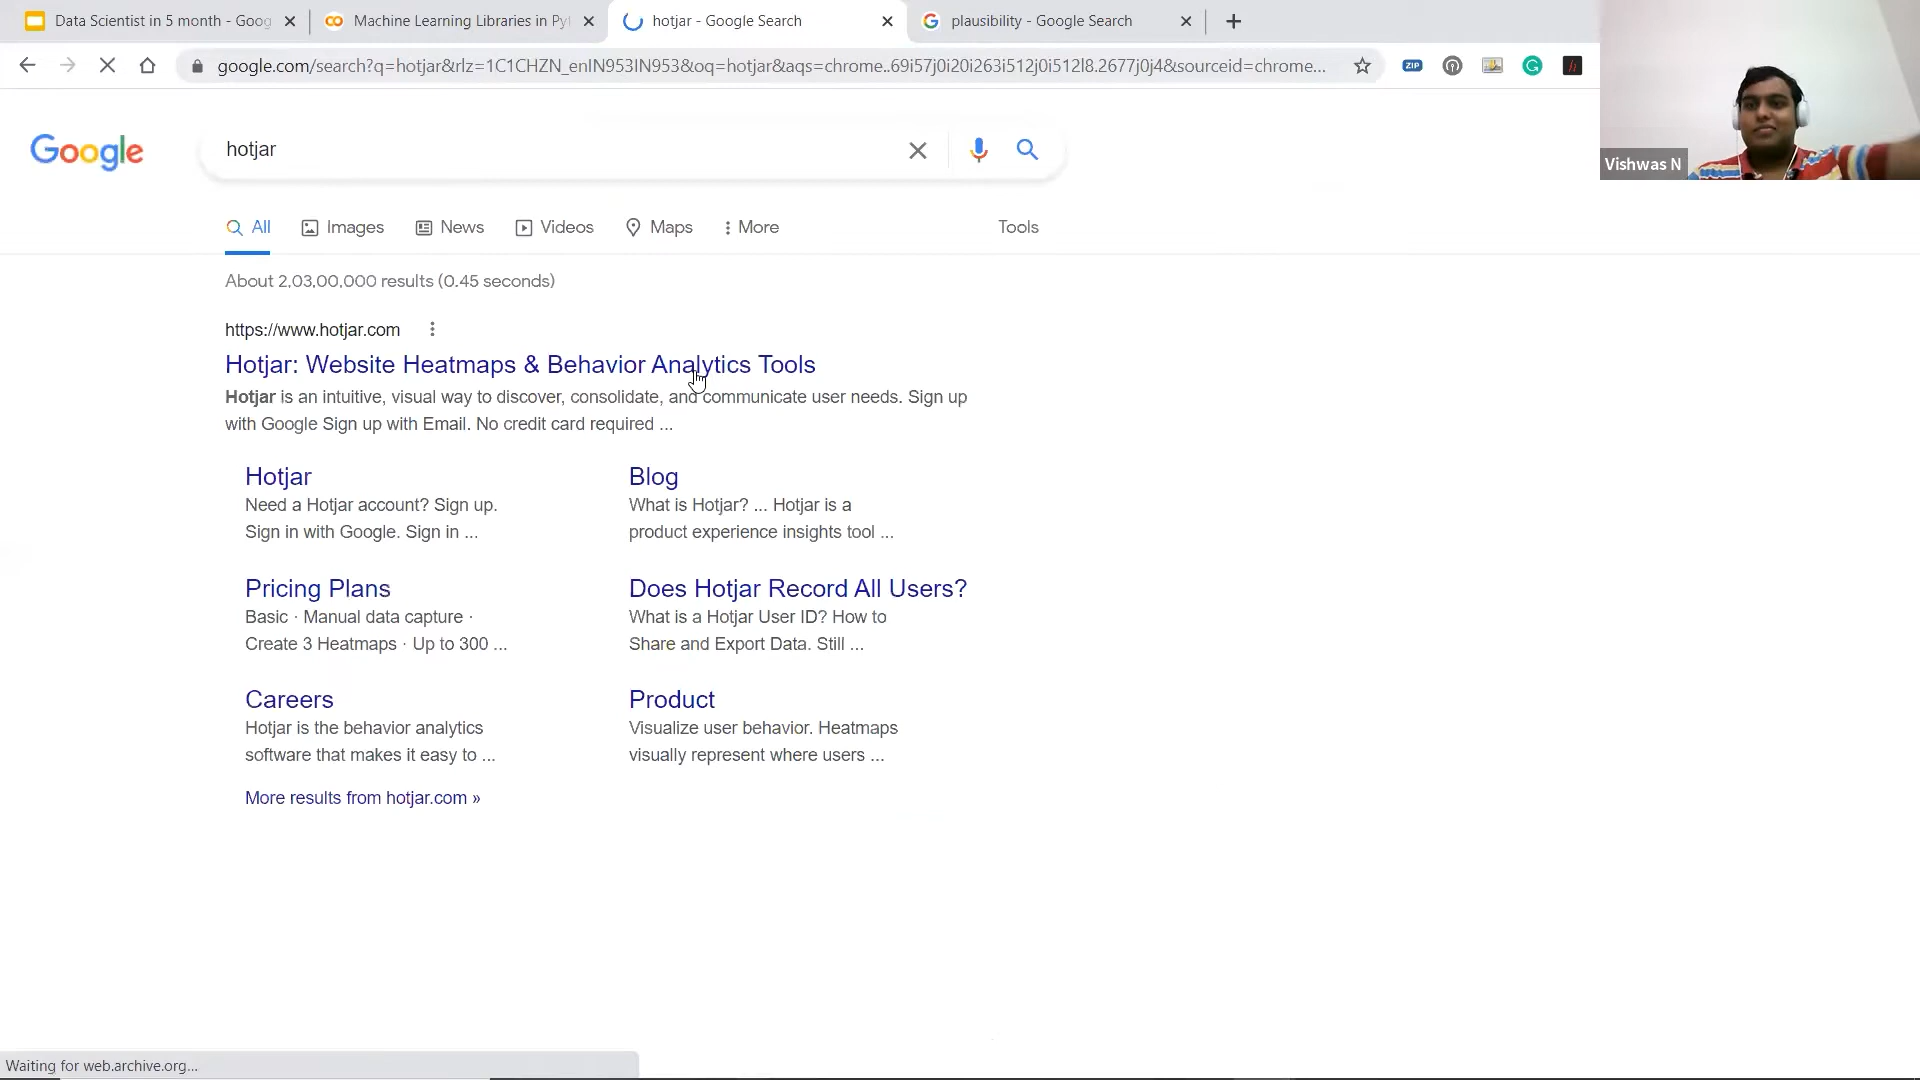 Data Scientist in 5 month - Goog
Machine Learning Libraries in Pyt
hotjar - Google Search
plausibility - Google Search
google.com/search?q=hotjar&rlz=1C1CHZN_enIN953IN953&oq=hotjar&aqs=chrome..69i57j0i20i263i512j0i512l8.2677j0j4&sourceid=chrome...
ZIP
Vishwas N
Google
hotjar
All
Images
News
Videos
Maps
More
Tools
About 2,03,00,000 results (0.45 seconds)
https://www.hotjar.com
Hotjar: Website Heatmaps & Behavior Analytics Tools
Hotjar is an intuitive, visual way to discover, consolidate, and communicate user needs. Sign up
with Google Sign up with Email. No credit card required ...
Hotjar
Need a Hotjar account? Sign up.
Sign in with Google. Sign in ...
Blog
What is Hotjar? ... Hotjar is a
product experience insights tool ...
Pricing Plans
Basic · Manual data capture ·
Create 3 Heatmaps · Up to 300 ...
Does Hotjar Record All Users?
What is a Hotjar User ID? How to
Share and Export Data. Still ...
Careers
Hotjar is the behavior analytics
software that makes it easy to ...
Product
Visualize user behavior. Heatmaps
visually represent where users ...
More results from hotjar.com »
Waiting for web.archive.org...